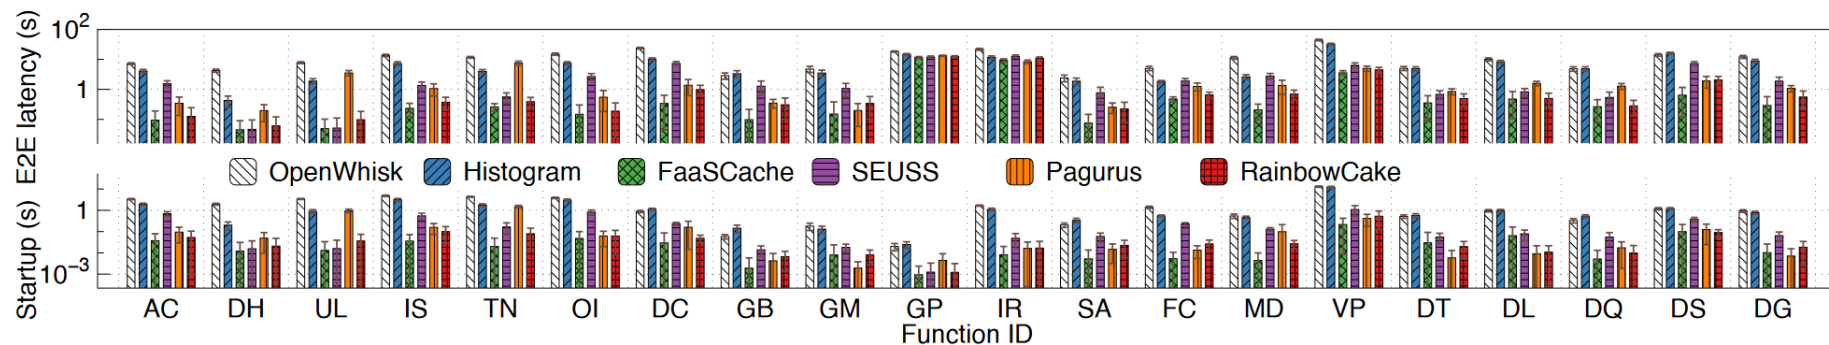 E2E latency (s)
10²
1
OpenWhisk Histogram FaaSCache SEUSS Pagurus RainbowCake
Startup (s)
1
10⁻³
AC DH UL IS TN OI DC GB GM GP IR SA FC MD VP DT DL DQ DS DG
Function ID